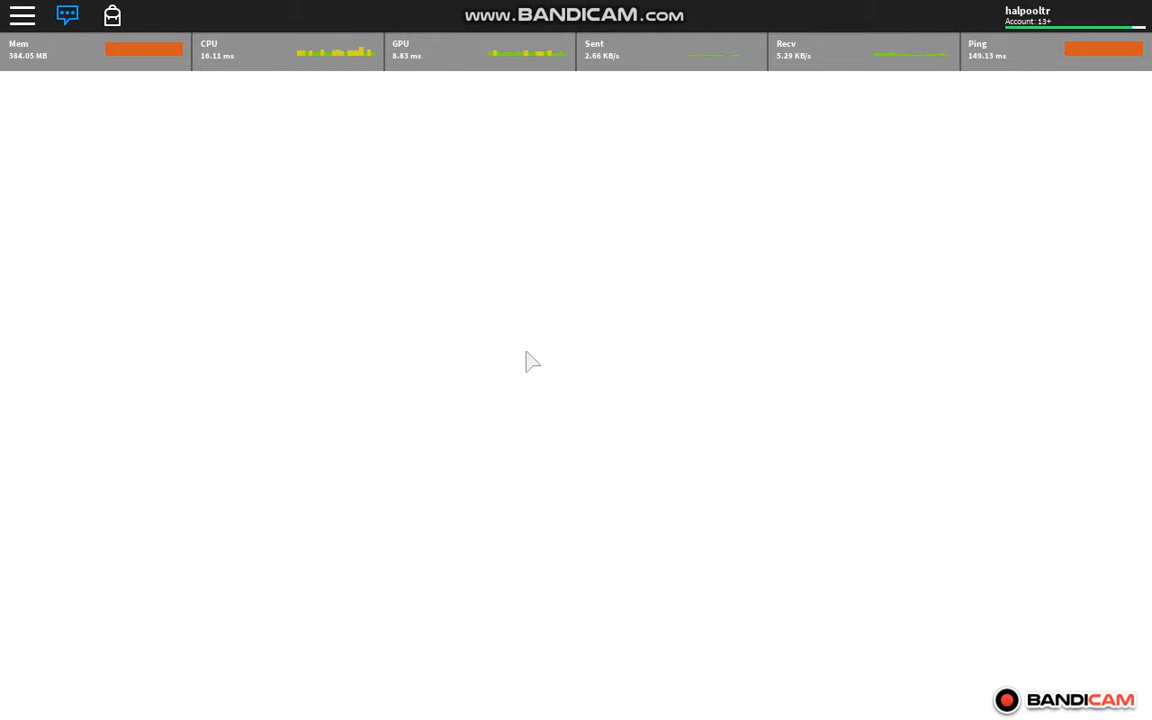 www.BANDICAM.com
halpooltr
Account: 13+
Mem
384.05 MB
CPU
16.11 ms
GPU
8.83 ms
Sent
2.66 KB/s
Recv
5.29 KB/s
Ping
149.13 ms
BANDICAM